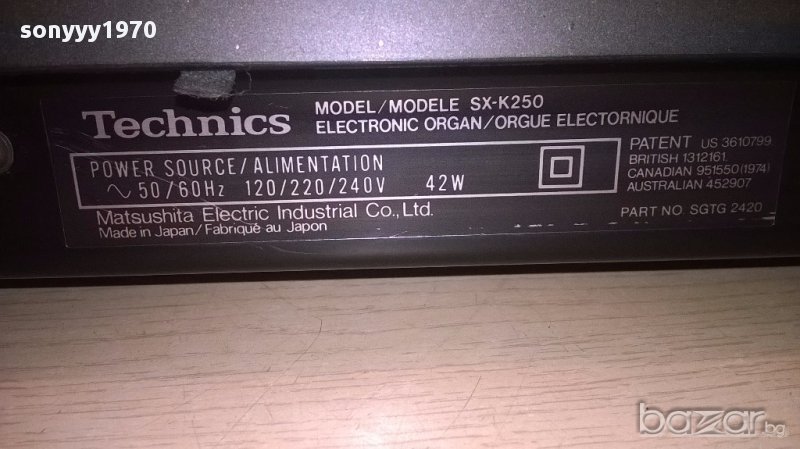 sonyyy1970
Technics
MODEL/MODELE SX-K250
ELECTRONIC ORGAN/ORGUE ELECTORNIQUE
POWER SOURCE/ALIMENTATION
∿ 50/60Hz 120/220/240V 42W
Matsushita Electric Industrial Co., Ltd.
Made in Japan/Fabriqué au Japon
PATENT US 3610799
BRITISH 1312161
CANADIAN 951550(1974)
AUSTRALIAN 452907
PART NO. SGTG 2420
bazar.bg